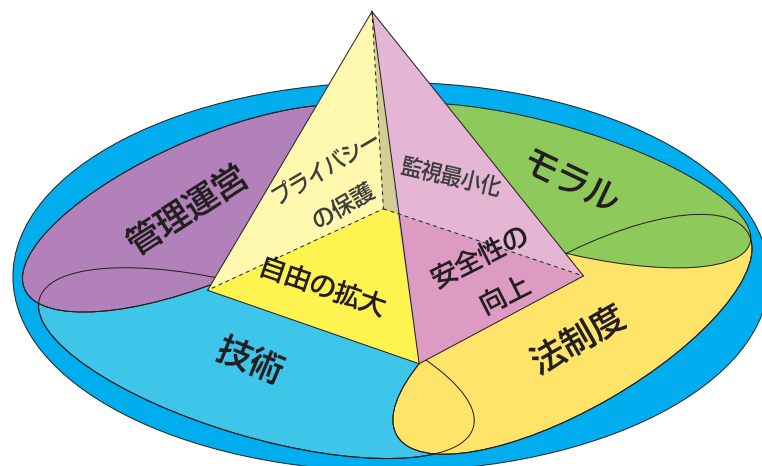 プライバシー
の保護
監視最小化
モラル
管理運営
自由の拡大
安全性の
向上
技術
法制度